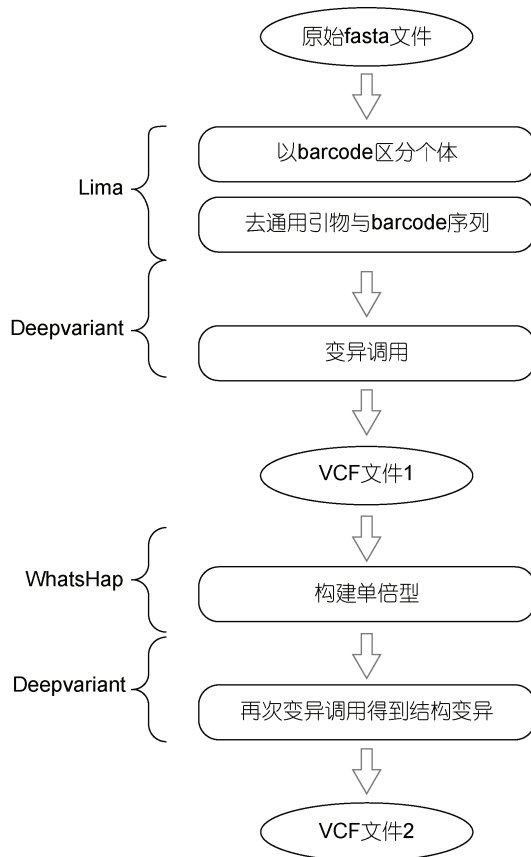 原始fasta文件
以barcode区分个体
Lima
去通用引物与barcode序列
Deepvariant
变异调用
VCF文件1
WhatsHap
构建单倍型
Deepvariant
再次变异调用得到结构变异
VCF文件2